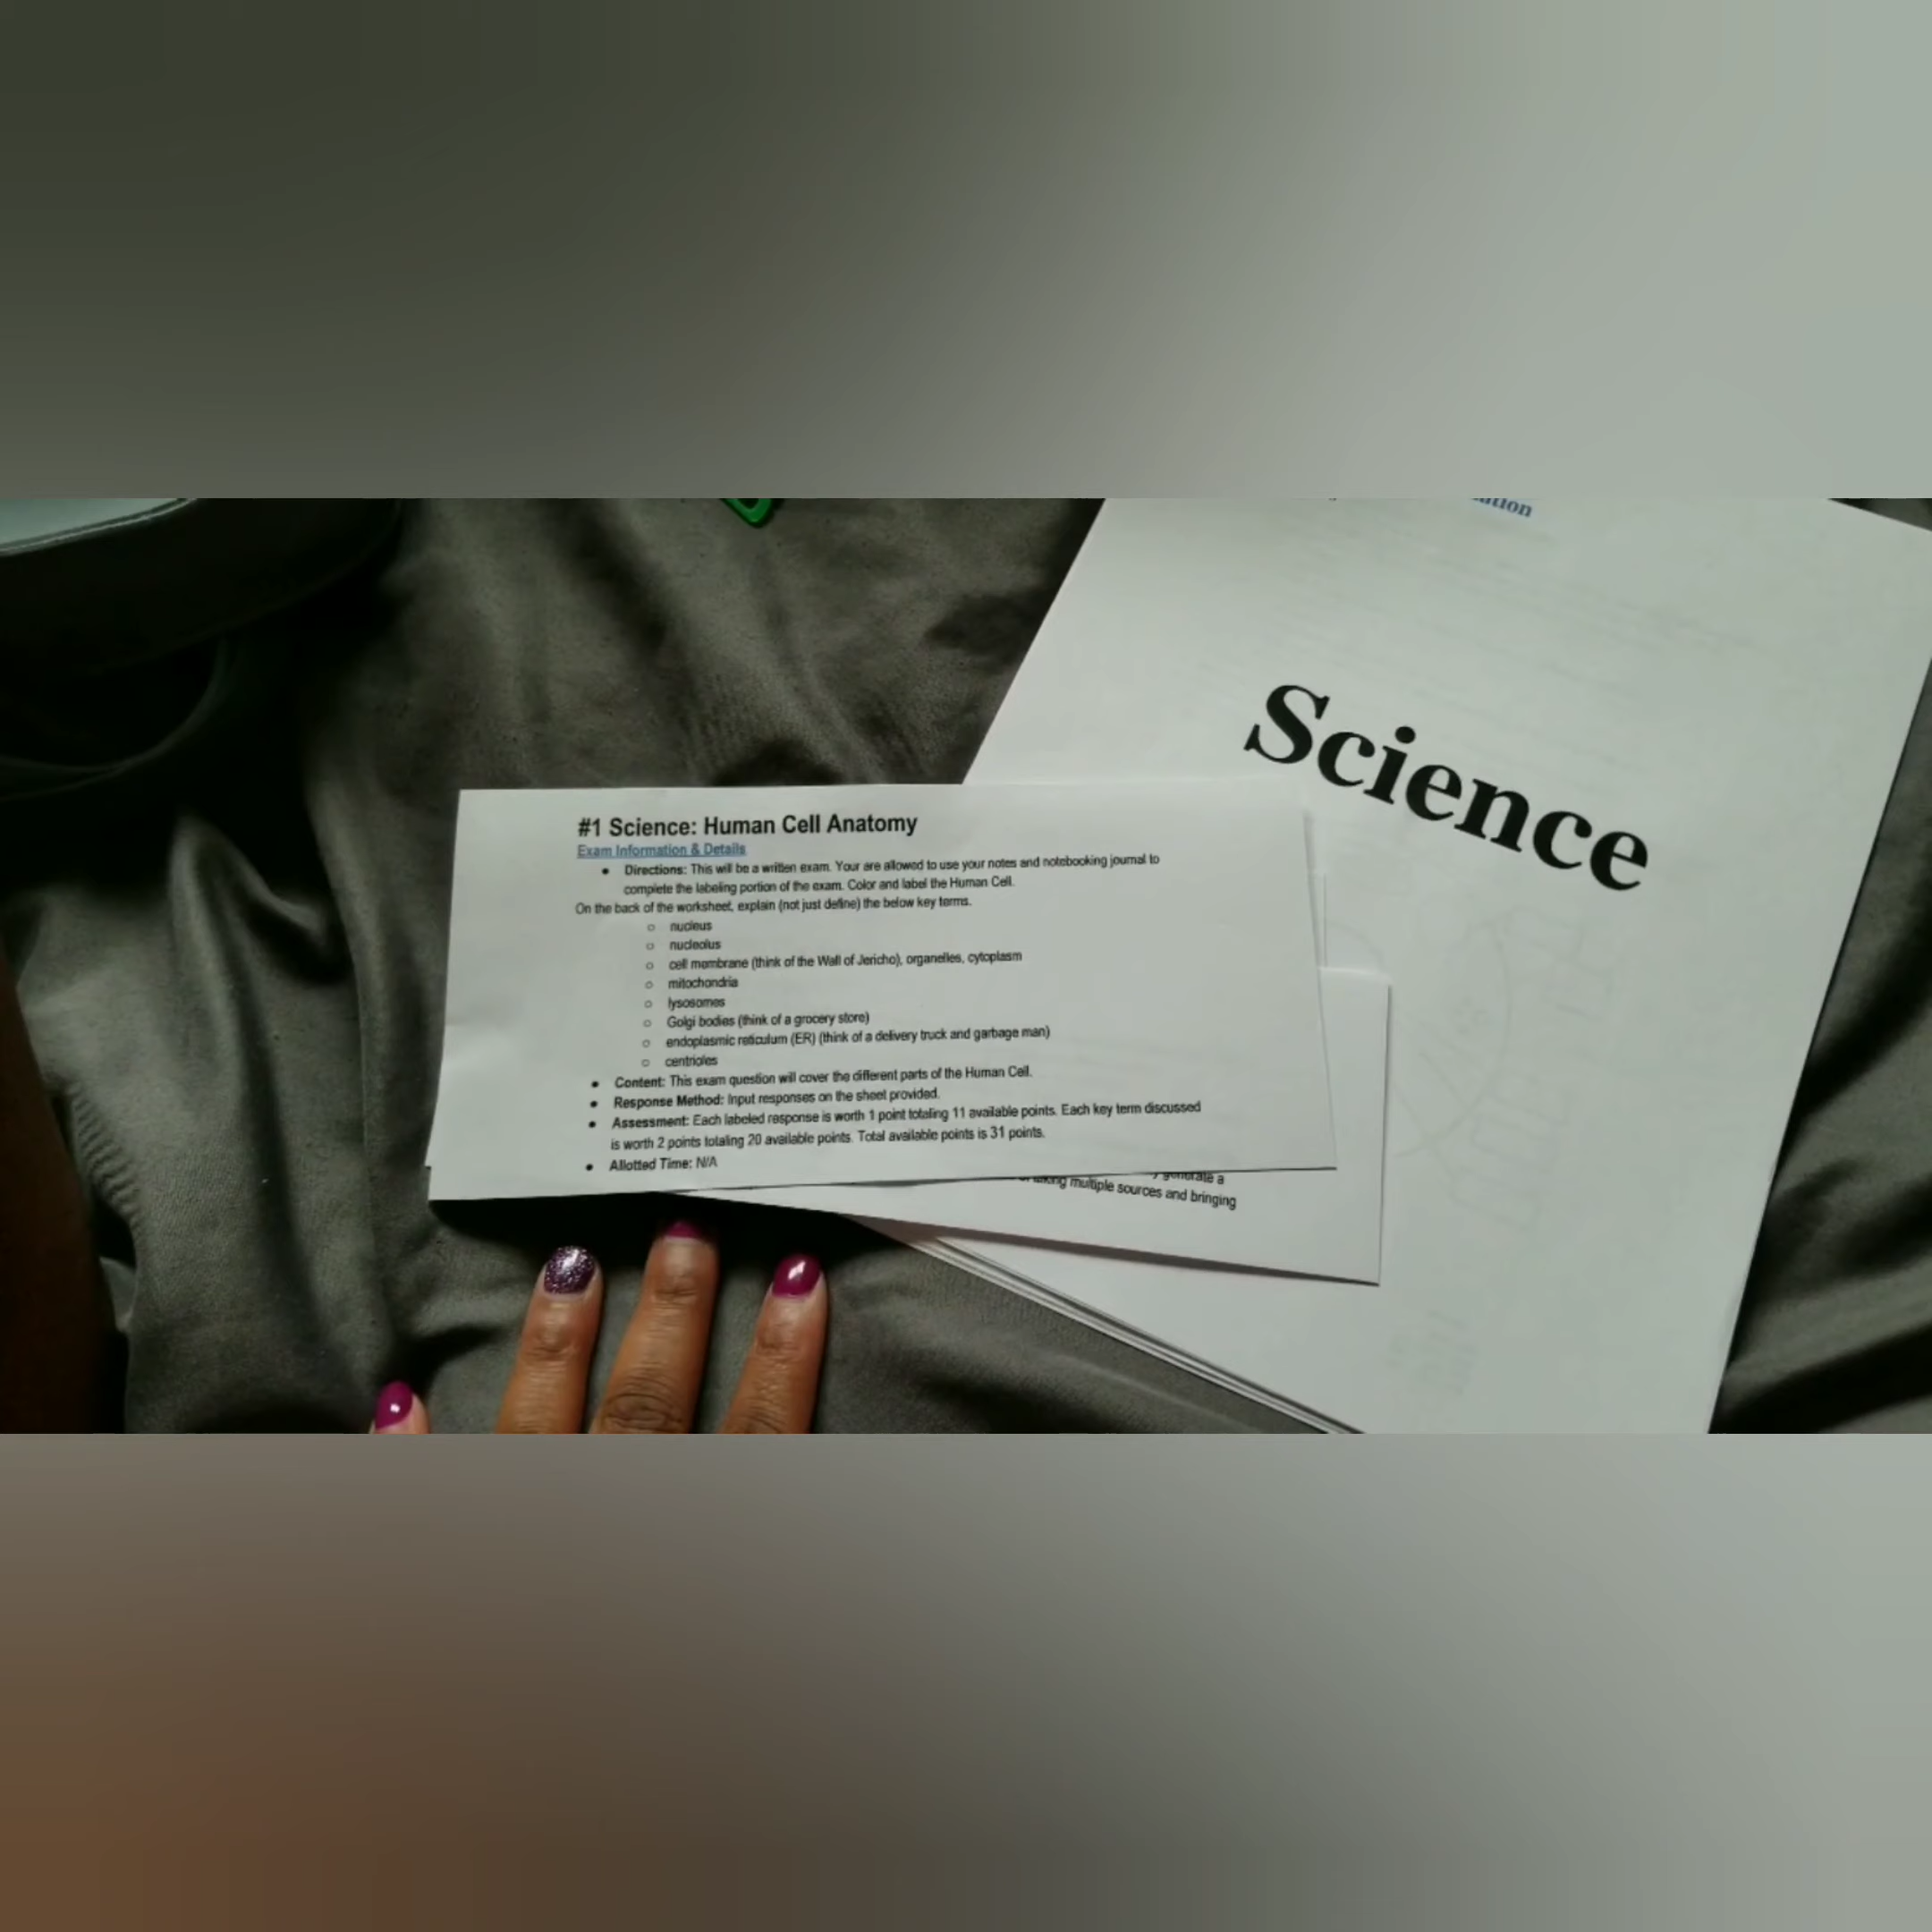 Science
#1 Science: Human Cell Anatomy
Exam Information & Details
• Directions: This will be a written exam. Your are allowed to use your notes and notebooking journal to
complete the labeling portion of the exam. Color and label the Human Cell.
On the back of the worksheet, explain (not just define) the below key terms.
○ nucleus
○ nucleolus
○ cell membrane (think of the Wall of Jericho), organelles, cytoplasm
○ mitochondria
○ lysosomes
○ Golgi bodies (think of a grocery store)
○ endoplasmic reticulum (ER) (think of a delivery truck and garbage man)
○ centrioles
• Content: This exam question will cover the different parts of the Human Cell.
• Response Method: Input responses on the sheet provided.
• Assessment: Each labeled response is worth 1 point totaling 11 available points. Each key term discussed
is worth 2 points totaling 20 available points. Total available points is 31 points.
• Allotted Time: N/A
generate a
multiple sources and bringing